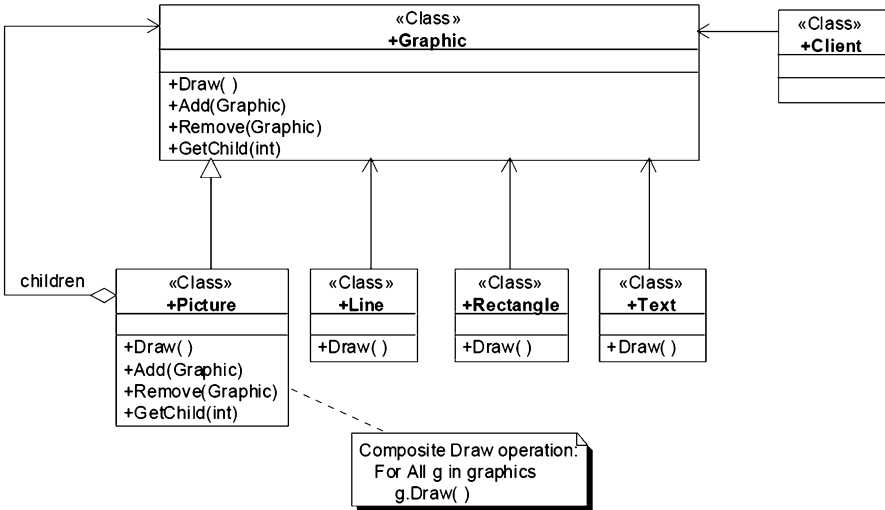 «Class»
+Graphic
+Draw( )
+Add(Graphic)
+Remove(Graphic)
+GetChild(int)
«Class»
+Client
children
«Class»
+Picture
+Draw( )
+Add(Graphic)
+Remove(Graphic)
+GetChild(int)
«Class»
+Line
+Draw( )
«Class»
+Rectangle
+Draw( )
«Class»
+Text
+Draw( )
Composite Draw operation:
For All g in graphics
g.Draw( )